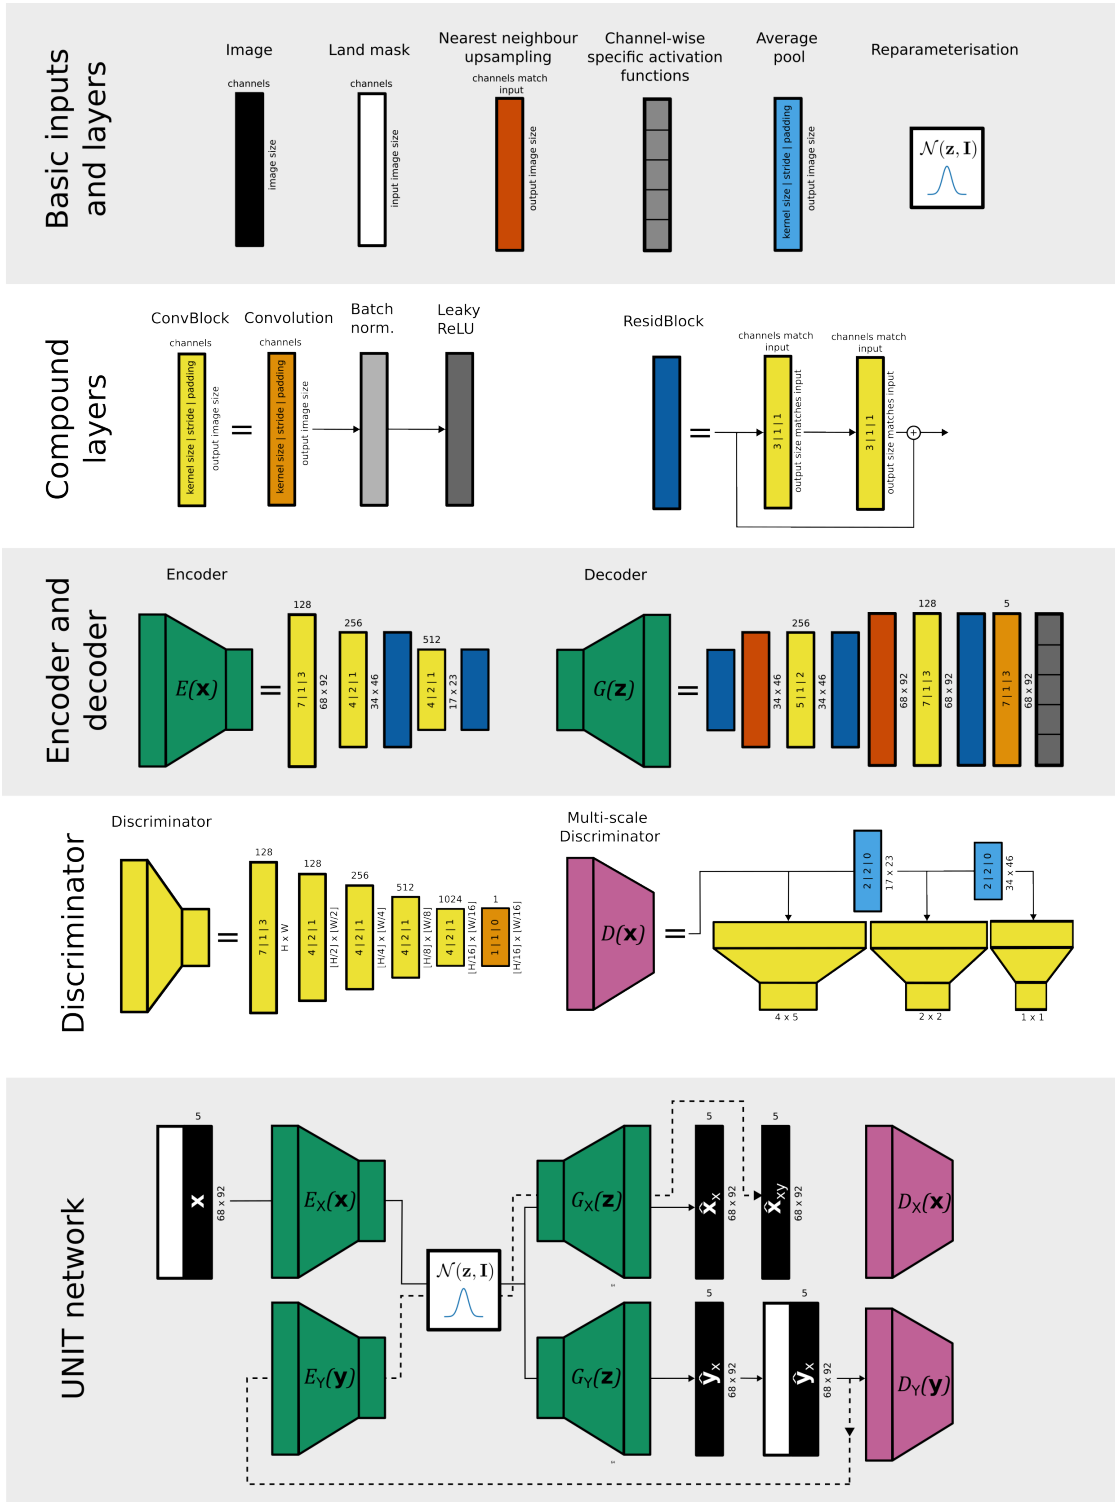 Basic inputs
and layers
Image
channels
image size
Land mask
channels
input image size
Nearest neighbour
upsampling
channels match
input
output image size
Channel-wise
specific activation
functions
Average
pool
kernel size | stride | padding
output image size
Reparameterisation
𝒩(z, I)
Compound
layers
ConvBlock
channels
kernel size | stride | padding
output image size
=
Convolution
channels
kernel size | stride | padding
output image size
Batch
norm.
Leaky
ReLU
ResidBlock
=
channels match
input
3 | 1 | 1
output size matches input
channels match
input
3 | 1 | 1
output size matches input
+
Encoder and
decoder
Encoder
E(x)
=
128
7 | 1 | 3
68 x 92
256
4 | 2 | 1
34 x 46
512
4 | 2 | 1
17 x 23
Decoder
G(z)
=
34 x 46
256
5 | 1 | 2
34 x 46
68 x 92
128
7 | 1 | 3
68 x 92
5
7 | 1 | 3
68 x 92
Discriminator
Discriminator
=
128
7 | 1 | 3
H x W
128
4 | 2 | 1
⌊H/2⌋ x ⌊W/2⌋
256
4 | 2 | 1
⌊H/4⌋ x ⌊W/4⌋
512
4 | 2 | 1
⌊H/8⌋ x ⌊W/8⌋
1024
4 | 2 | 1
⌊H/16⌋ x ⌊W/16⌋
1
1 | 1 | 0
⌊H/16⌋ x ⌊W/16⌋
Multi-scale
Discriminator
D(x)
=
2 | 2 | 0
17 x 23
2 | 2 | 0
34 x 46
4 x 5
2 x 2
1 x 1
UNIT network
5
x
68 x 92
E_X(x)
𝒩(z, I)
G_X(z)
5
x̂_x
68 x 92
5
x̂_xy
68 x 92
D_X(x)
E_Y(y)
G_Y(z)
5
ŷ_x
68 x 92
5
ŷ_x
68 x 92
D_Y(y)